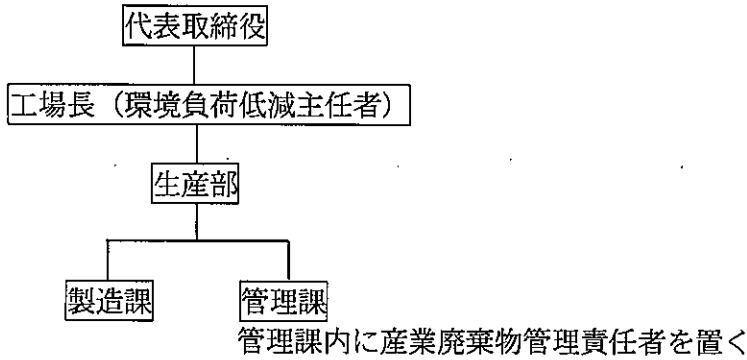 代表取締役
工場長（環境負荷低減主任者）
生産部
製造課 管理課
管理課内に産業廃棄物管理責任者を置く